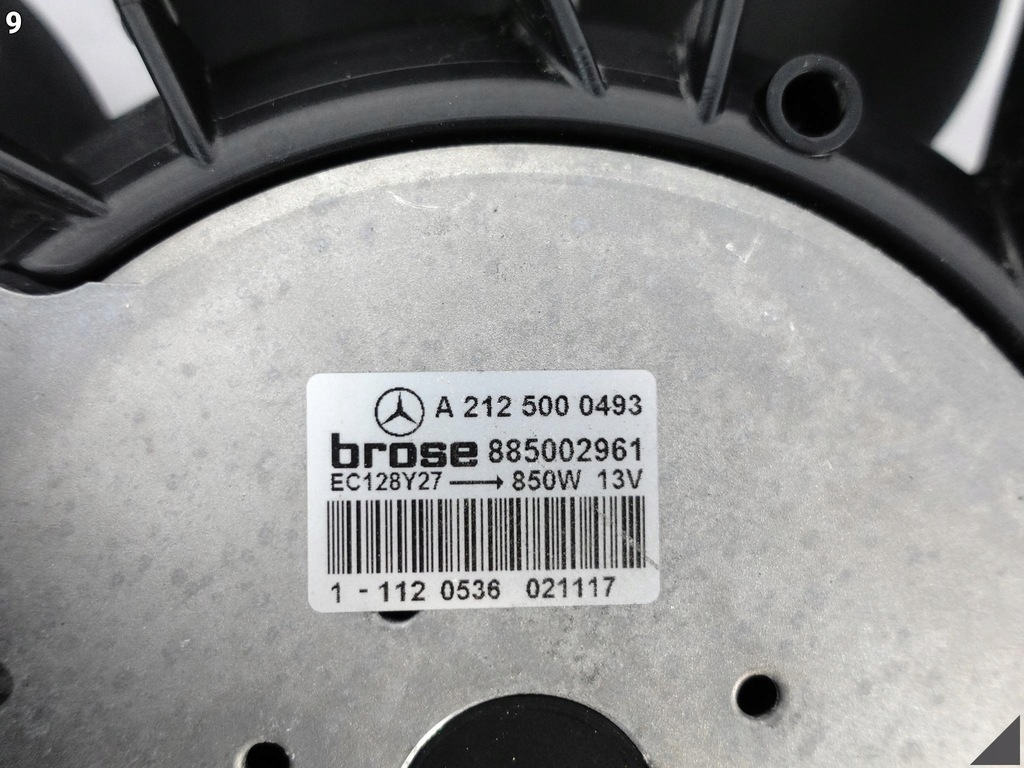 9
A 212 500 0493
brose 885002961
EC128Y27 → 850W 13V
1 - 112 0536 021117